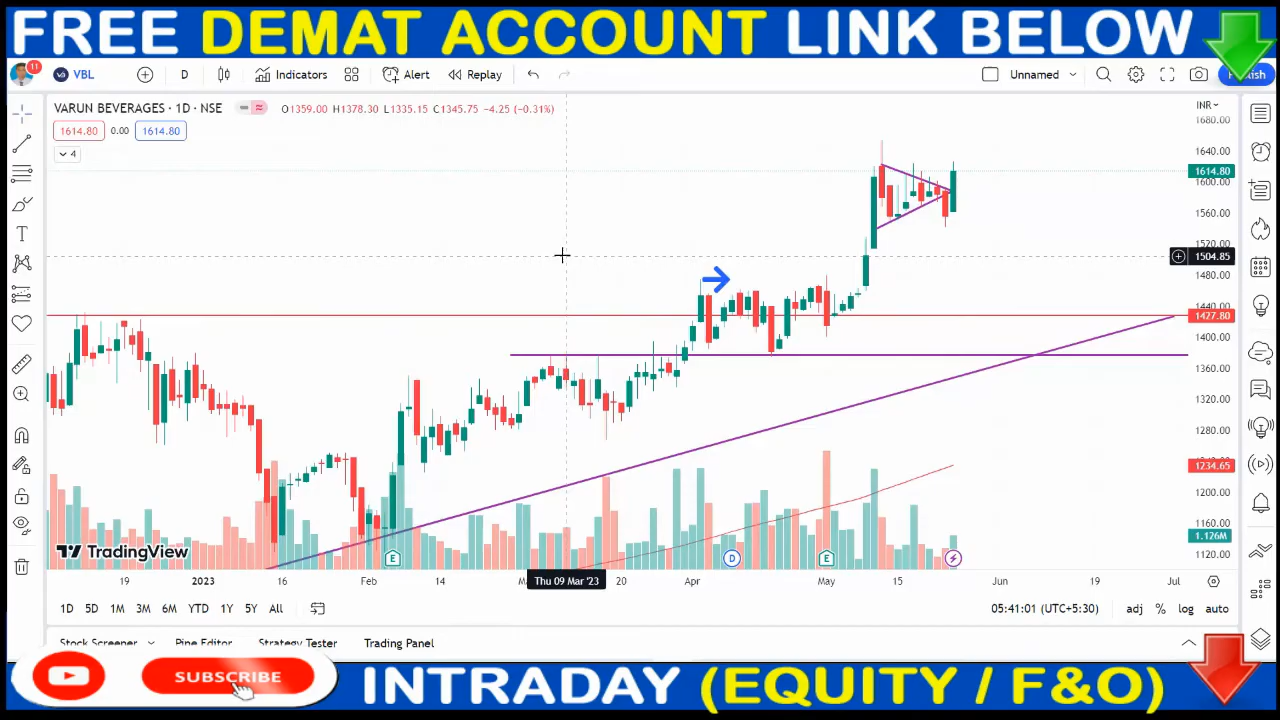 FREE DEMAT ACCOUNT LINK BELOW
11 VBL D Indicators Alert Replay Unnamed Publish
VARUN BEVERAGES · 1D · NSE O1359.00 H1378.30 L1335.15 C1345.75 −4.25 (−0.31%) INR
1614.80 0.00 1614.80
4
1680.00
1640.00
1614.80
1600.00
1560.00
1520.00
1504.85
1480.00
1440.00
1427.80
1400.00
1360.00
1320.00
1280.00
1234.65
1200.00
1160.00
1.126M
1120.00
TradingView
E D E
19 2023 16 Feb 14 Thu 09 Mar '23 20 Apr May 15 Jun 19 Jul
1D 5D 1M 3M 6M YTD 1Y 5Y All 05:41:01 (UTC+5:30) adj % log auto
Stock Screener Pine Editor Strategy Tester Trading Panel
SUBSCRIBE
INTRADAY (EQUITY / F&O)